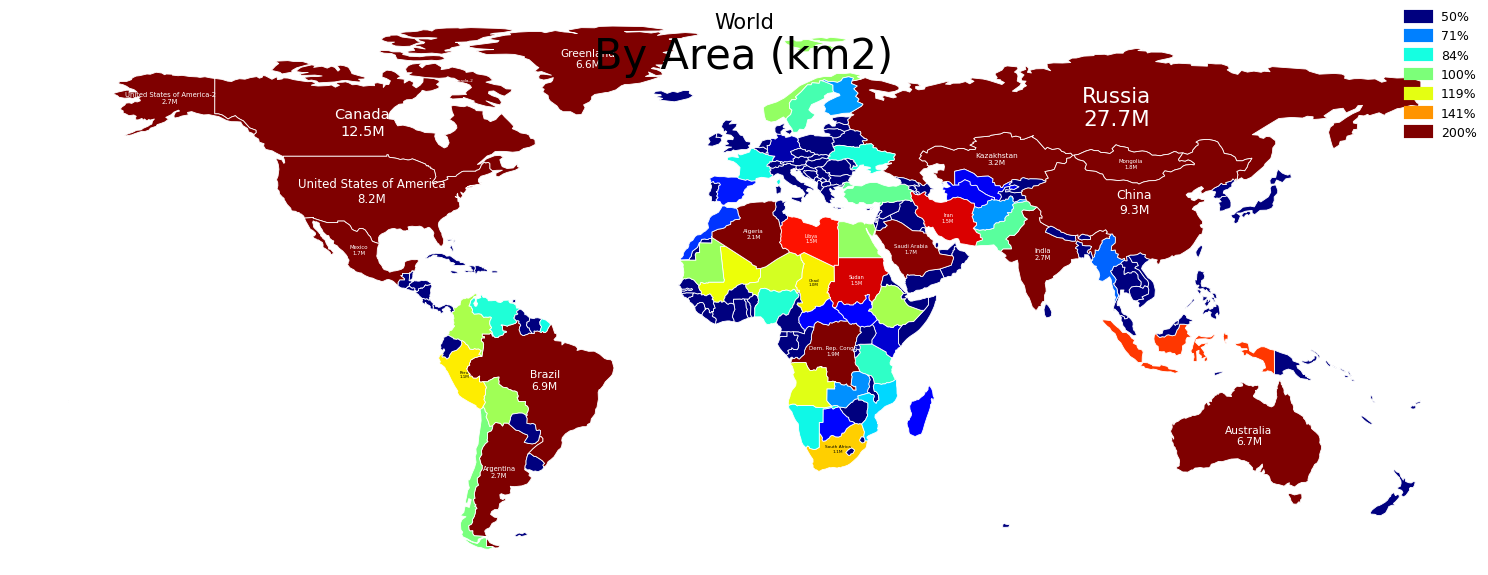 World
By Area (km2)
50%
71%
84%
100%
119%
141%
200%
Greenland
6.6M
United States of America-2
2.7M
Canada
12.5M
Russia
27.7M
Kazakhstan
3.2M
Mongolia
1.8M
United States of America
8.2M
China
9.3M
Mexico
1.7M
Algeria
2.1M
Libya
1.5M
Saudi Arabia
1.7M
Iran
1.5M
India
2.7M
Chad
1.0M
Sudan
1.5M
Dem. Rep. Congo
1.9M
Peru
1.1M
Brazil
6.9M
Argentina
2.7M
South Africa
1.1M
Australia
6.7M